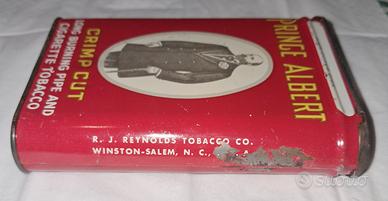 PRINCE ALBERT
CRIMP CUT
LONG BURNING PIPE AND
CIGARETTE TOBACCO
R. J. REYNOLDS TOBACCO CO.
WINSTON-SALEM, N. C., U. S. A.
subito